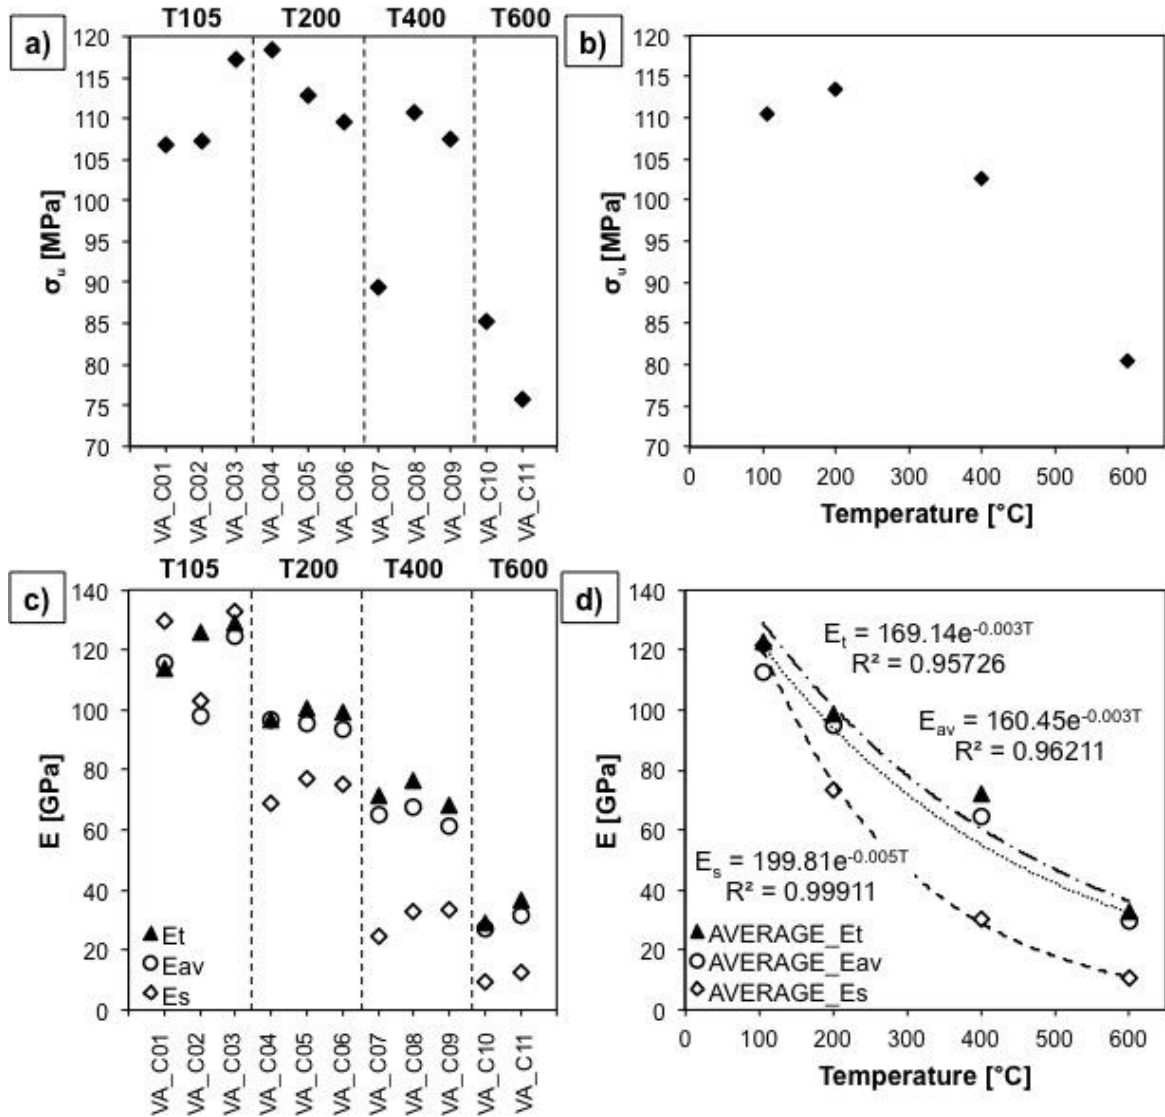 T105 T200 T400 T600
a)
120
115
110
105
100
95
90
85
80
75
70
σu [MPa]
VA_C01
VA_C02
VA_C03
VA_C04
VA_C05
VA_C06
VA_C07
VA_C08
VA_C09
VA_C10
VA_C11
b)
120
115
110
105
100
95
90
85
80
75
70
σu [MPa]
0 100 200 300 400 500 600
Temperature [°C]
T105 T200 T400 T600
c)
140
120
100
80
60
40
20
0
E [GPa]
Et
Eav
Es
VA_C01
VA_C02
VA_C03
VA_C04
VA_C05
VA_C06
VA_C07
VA_C08
VA_C09
VA_C10
VA_C11
d)
140
120
100
80
60
40
20
0
E [GPa]
Et = 169.14e-0.003T
R² = 0.95726
Eav = 160.45e-0.003T
R² = 0.96211
Es = 199.81e-0.005T
R² = 0.99911
AVERAGE_Et
AVERAGE_Eav
AVERAGE_Es
0 100 200 300 400 500 600
Temperature [°C]